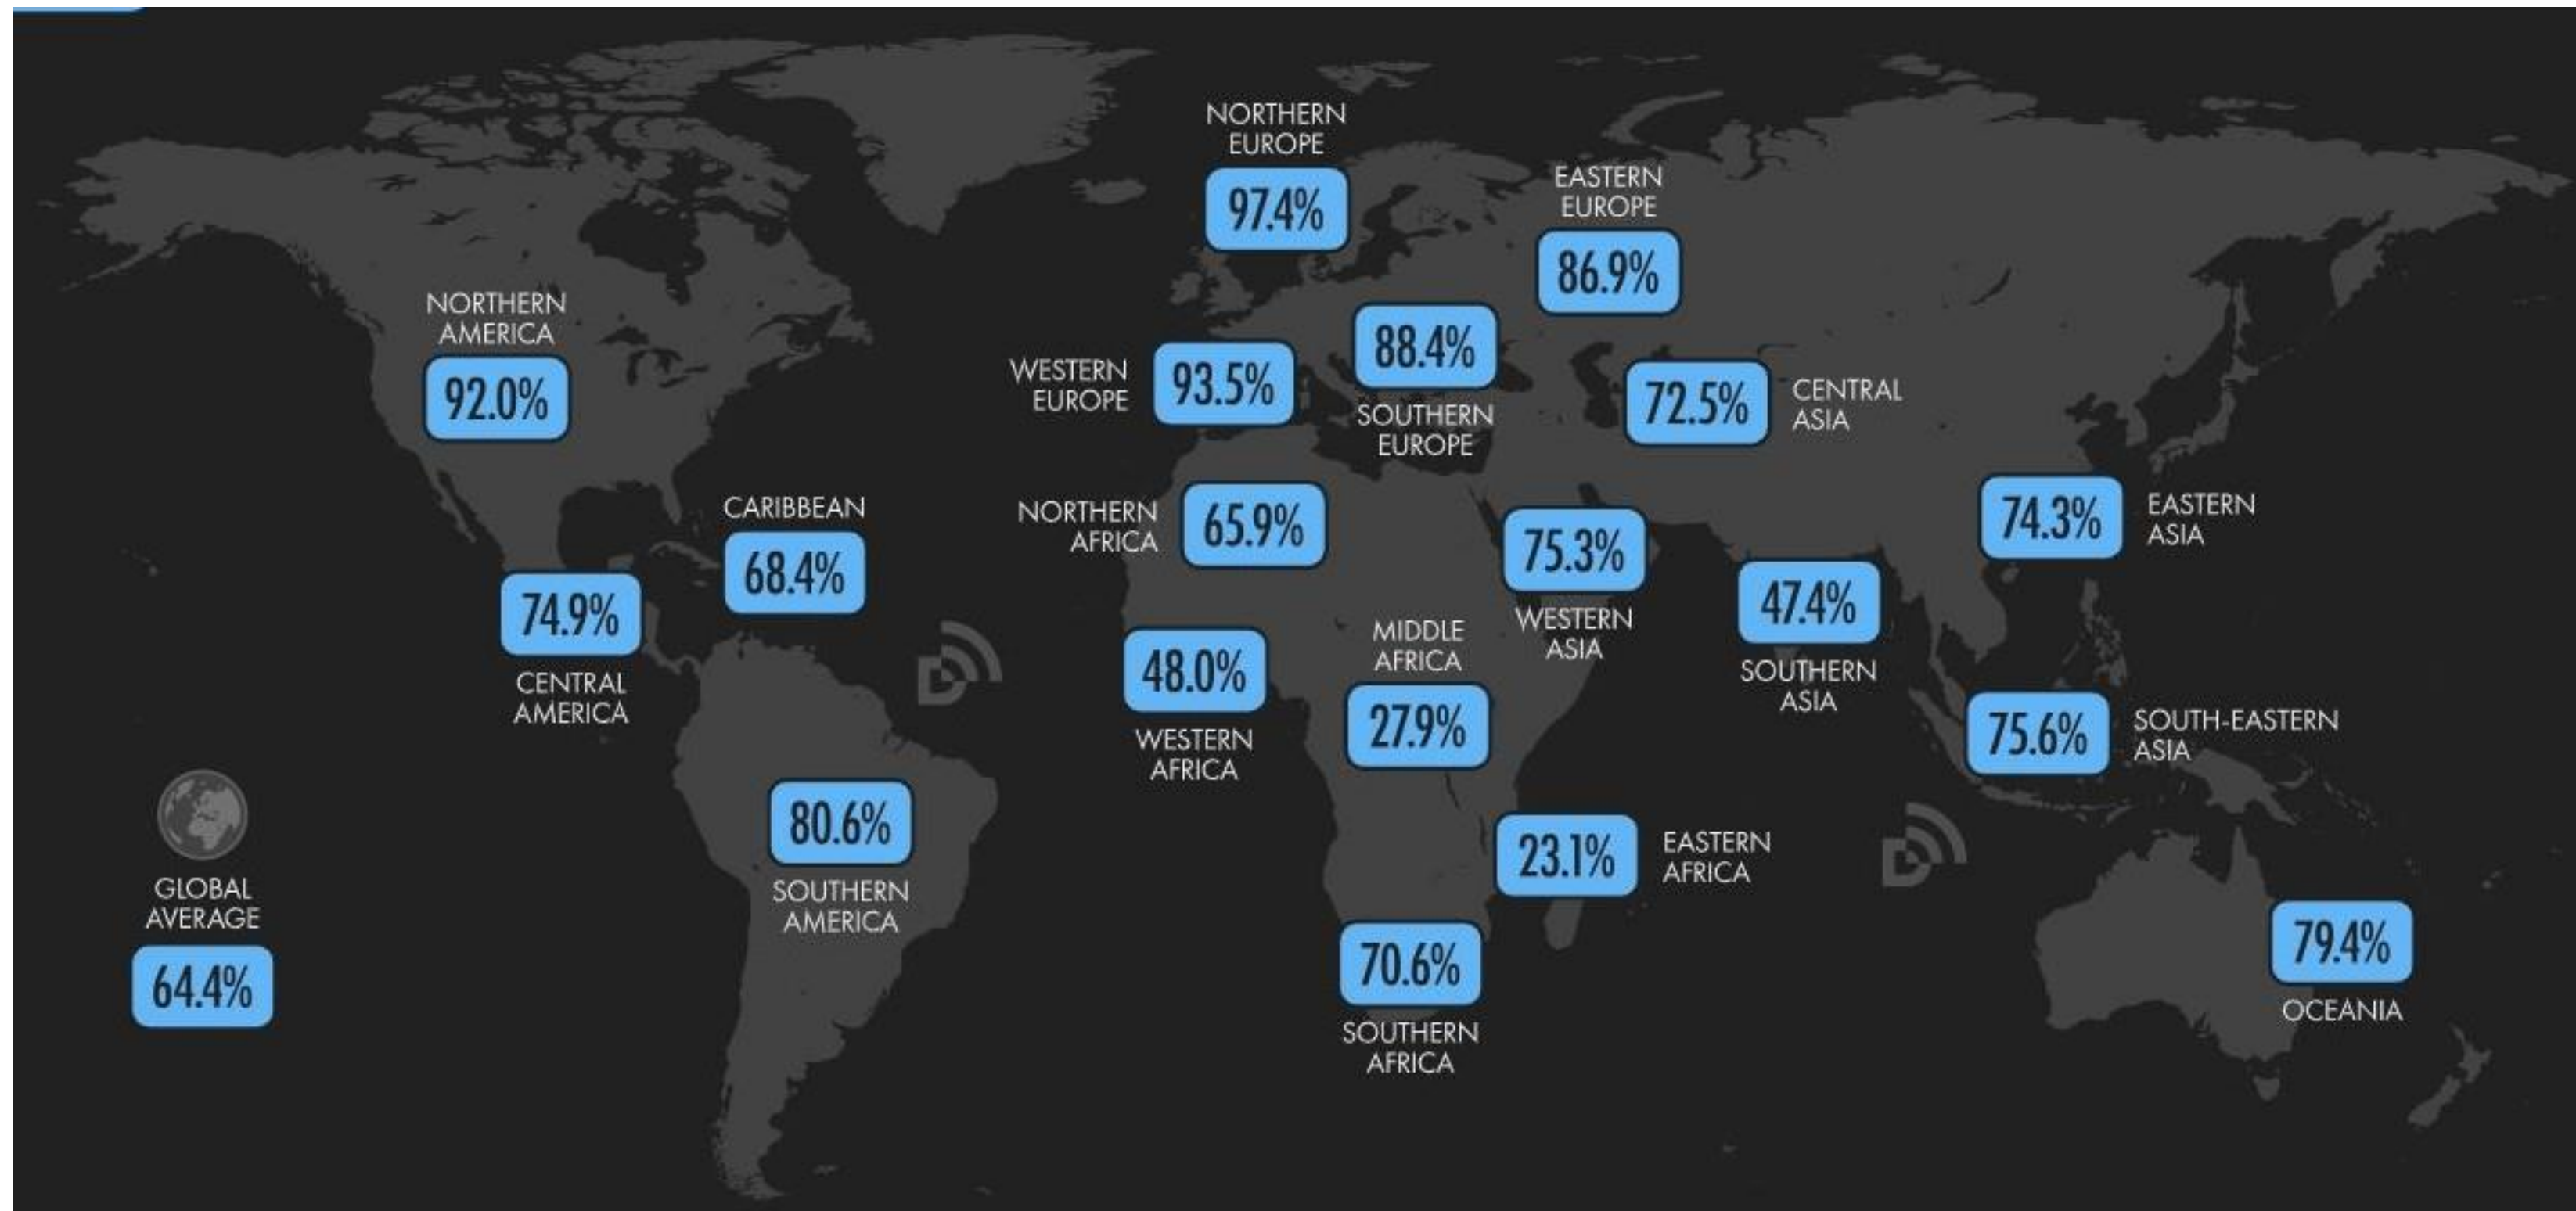 NORTHERN
EUROPE
97.4%
EASTERN
EUROPE
86.9%
NORTHERN
AMERICA
92.0%
WESTERN
EUROPE
93.5%
88.4%
SOUTHERN
EUROPE
72.5%
CENTRAL
ASIA
CARIBBEAN
68.4%
NORTHERN
AFRICA
65.9%
75.3%
WESTERN
ASIA
74.3%
EASTERN
ASIA
74.9%
CENTRAL
AMERICA
48.0%
WESTERN
AFRICA
MIDDLE
AFRICA
27.9%
47.4%
SOUTHERN
ASIA
75.6%
SOUTH-EASTERN
ASIA
80.6%
SOUTHERN
AMERICA
23.1%
EASTERN
AFRICA
GLOBAL
AVERAGE
64.4%
70.6%
SOUTHERN
AFRICA
79.4%
OCEANIA